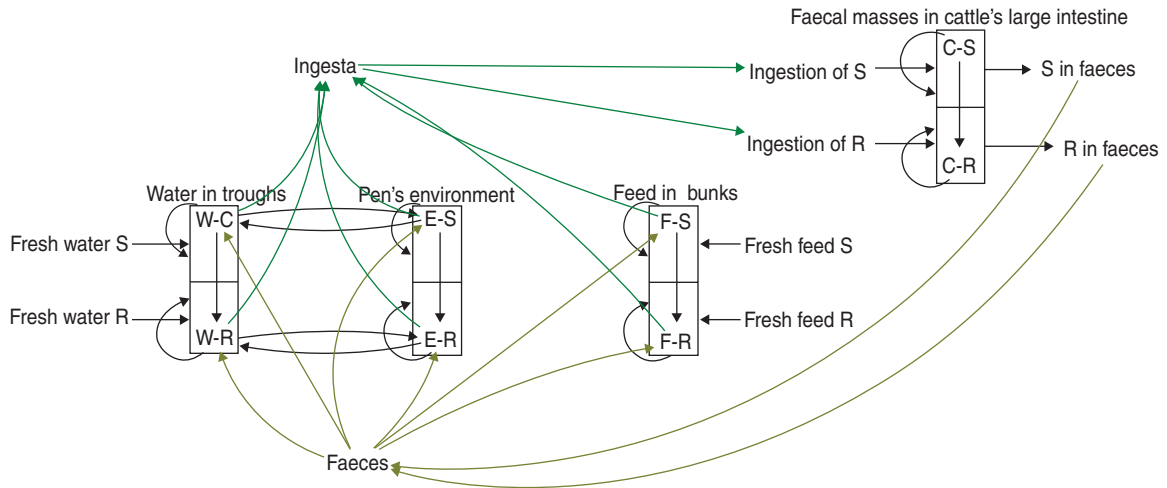 Faecal masses in cattle's large intestine
C-S
Ingesta
Ingestion of S
S in faeces
Ingestion of R
R in faeces
C-R
Water in troughs
Pen's environment
Feed in bunks
W-C
E-S
F-S
Fresh water S
Fresh feed S
Fresh water R
Fresh feed R
W-R
E-R
F-R
Faeces